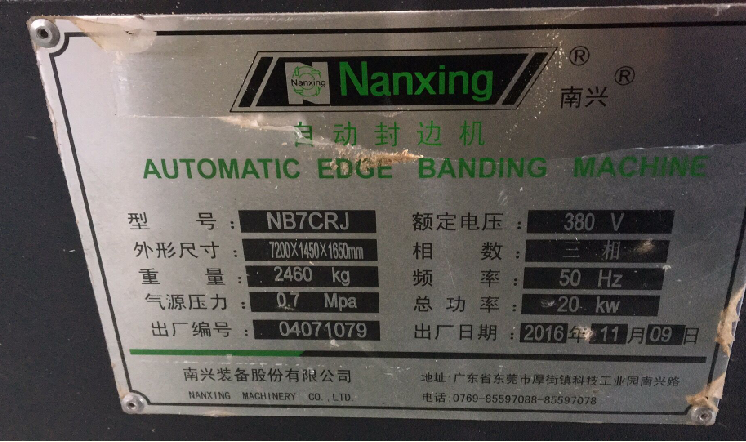 Nanxing
Nanxing ®
南兴 ®
自动封边机
AUTOMATIC EDGE BANDING MACHINE
型 号: NB7CRJ 额定电压: 380 V
外形尺寸: 7200×1450×1650mm 相 数: 三相
重 量: 2460 kg 频 率: 50 Hz
气源压力: 0.7 Mpa 总功率: 20 kw
出厂编号: 04071079 出厂日期: 2016年11月09日
南兴装备股份有限公司 地址:广东省东莞市厚街镇科技工业园南兴路
NANXING MACHINERY CO.,LTD. 电话:0769-85597088-85597078